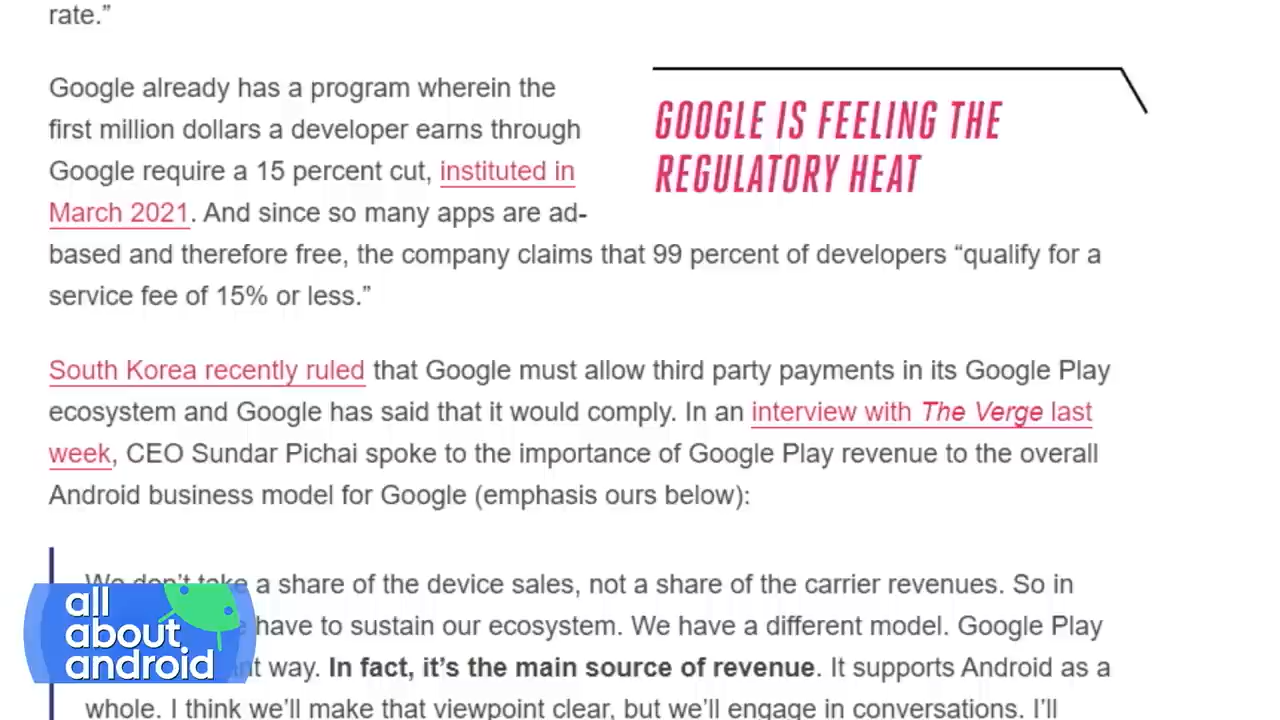 rate.”
Google already has a program wherein the
first million dollars a developer earns through
Google require a 15 percent cut, instituted in
March 2021. And since so many apps are ad-
based and therefore free, the company claims that 99 percent of developers “qualify for a
service fee of 15% or less.”
GOOGLE IS FEELING THE
REGULATORY HEAT
South Korea recently ruled that Google must allow third party payments in its Google Play
ecosystem and Google has said that it would comply. In an interview with The Verge last
week, CEO Sundar Pichai spoke to the importance of Google Play revenue to the overall
Android business model for Google (emphasis ours below):
We don’t take a share of the device sales, not a share of the carrier revenues. So in
have to sustain our ecosystem. We have a different model. Google Play
way. In fact, it’s the main source of revenue. It supports Android as a
whole. I think we’ll make that viewpoint clear, but we’ll engage in conversations. I’ll
all
about
android